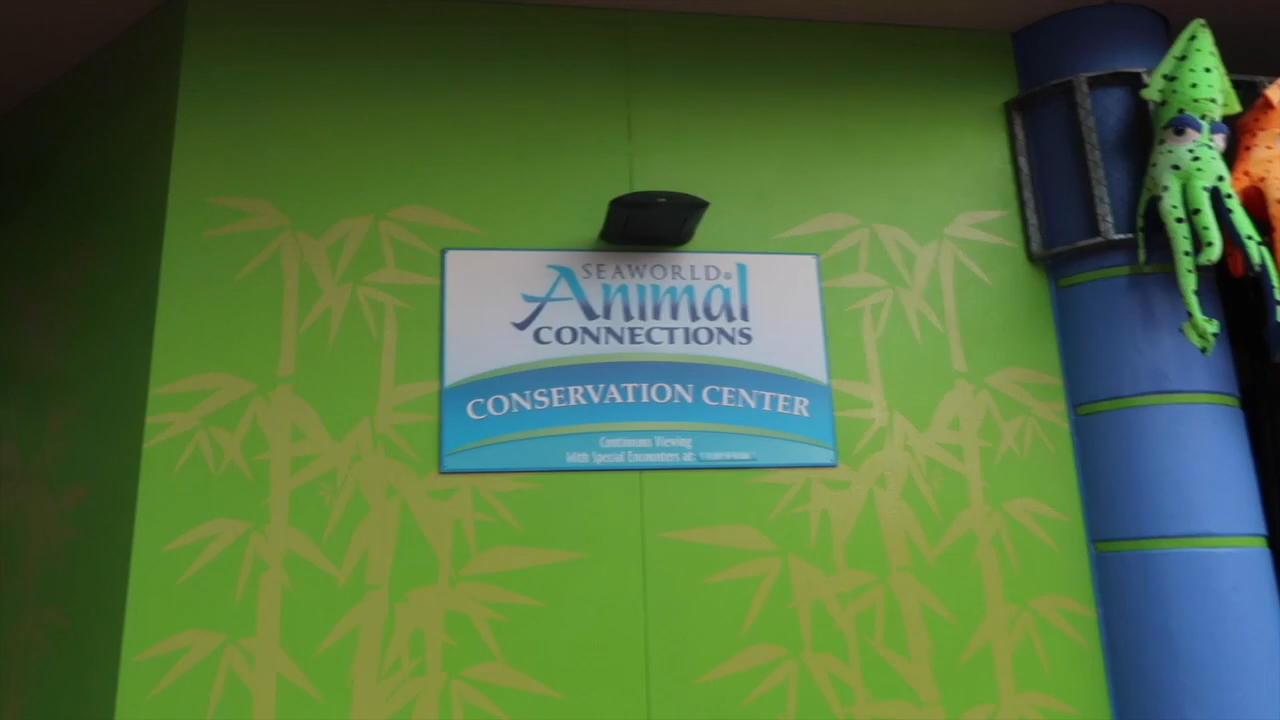 SEAWORLD
Animal
CONNECTIONS
CONSERVATION CENTER
Continuous Viewing
With Special Encounters at: